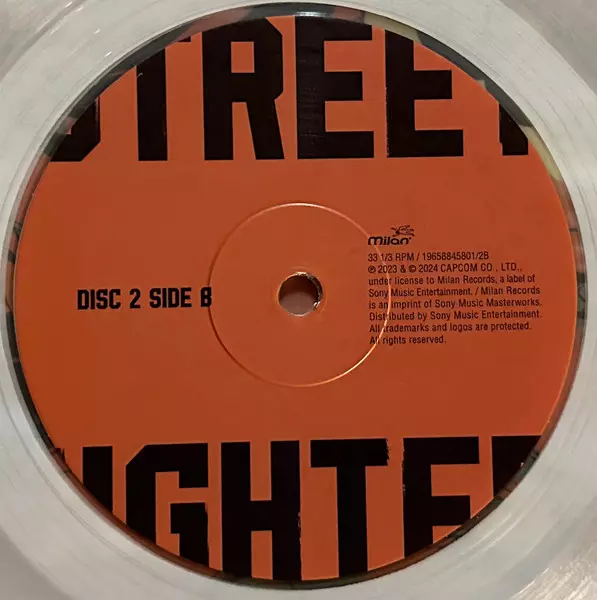 STREET
milan
DISC 2 SIDE B
33 1/3 RPM / 19658845801/2B
℗ 2023 & © 2024 CAPCOM CO., LTD.,
under license to Milan Records, a label of
Sony Music Entertainment. / Milan Records
is an imprint of Sony Music Masterworks.
Distributed by Sony Music Entertainment.
All trademarks and logos are protected.
All rights reserved.
IGHTER